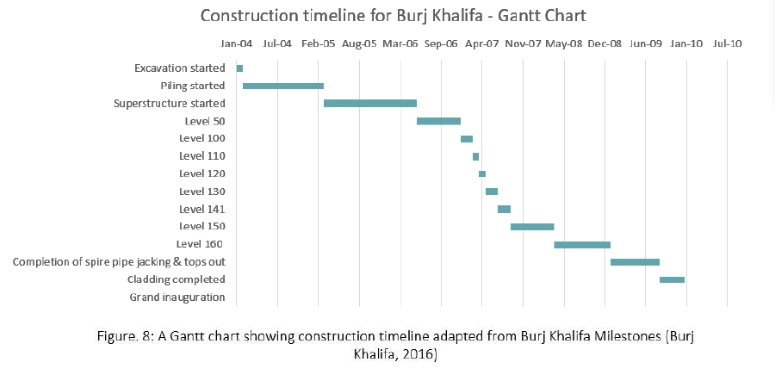 Construction timeline for Burj Khalifa - Gantt Chart
Jan-04 Jul-04 Feb-05 Aug-05 Mar-06 Sep-06 Apr-07 Nov-07 May-08 Dec-08 Jun-09 Jan-10 Jul-10
Excavation started
Piling started
Superstructure started
Level 50
Level 100
Level 110
Level 120
Level 130
Level 141
Level 150
Level 160
Completion of spire pipe jacking & tops out
Cladding completed
Grand inauguration
Figure. 8: A Gantt chart showing construction timeline adapted from Burj Khalifa Milestones (Burj
Khalifa, 2016)